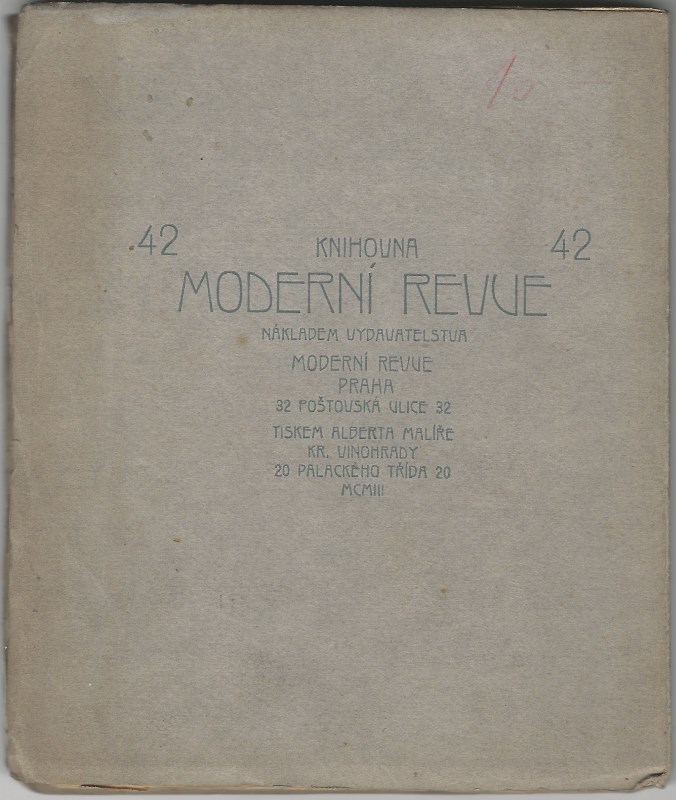 42 KNIHOVNA 42
MODERNÍ REVUE
NÁKLADEM VYDAVATELSTVA
MODERNÍ REVUE
PRAHA
32 POŠTOVSKÁ ULICE 32
TISKEM ALBERTA MALÍŘE
KR. VINOHRADY
20 PALACKÉHO TŘÍDA 20
MCMIII